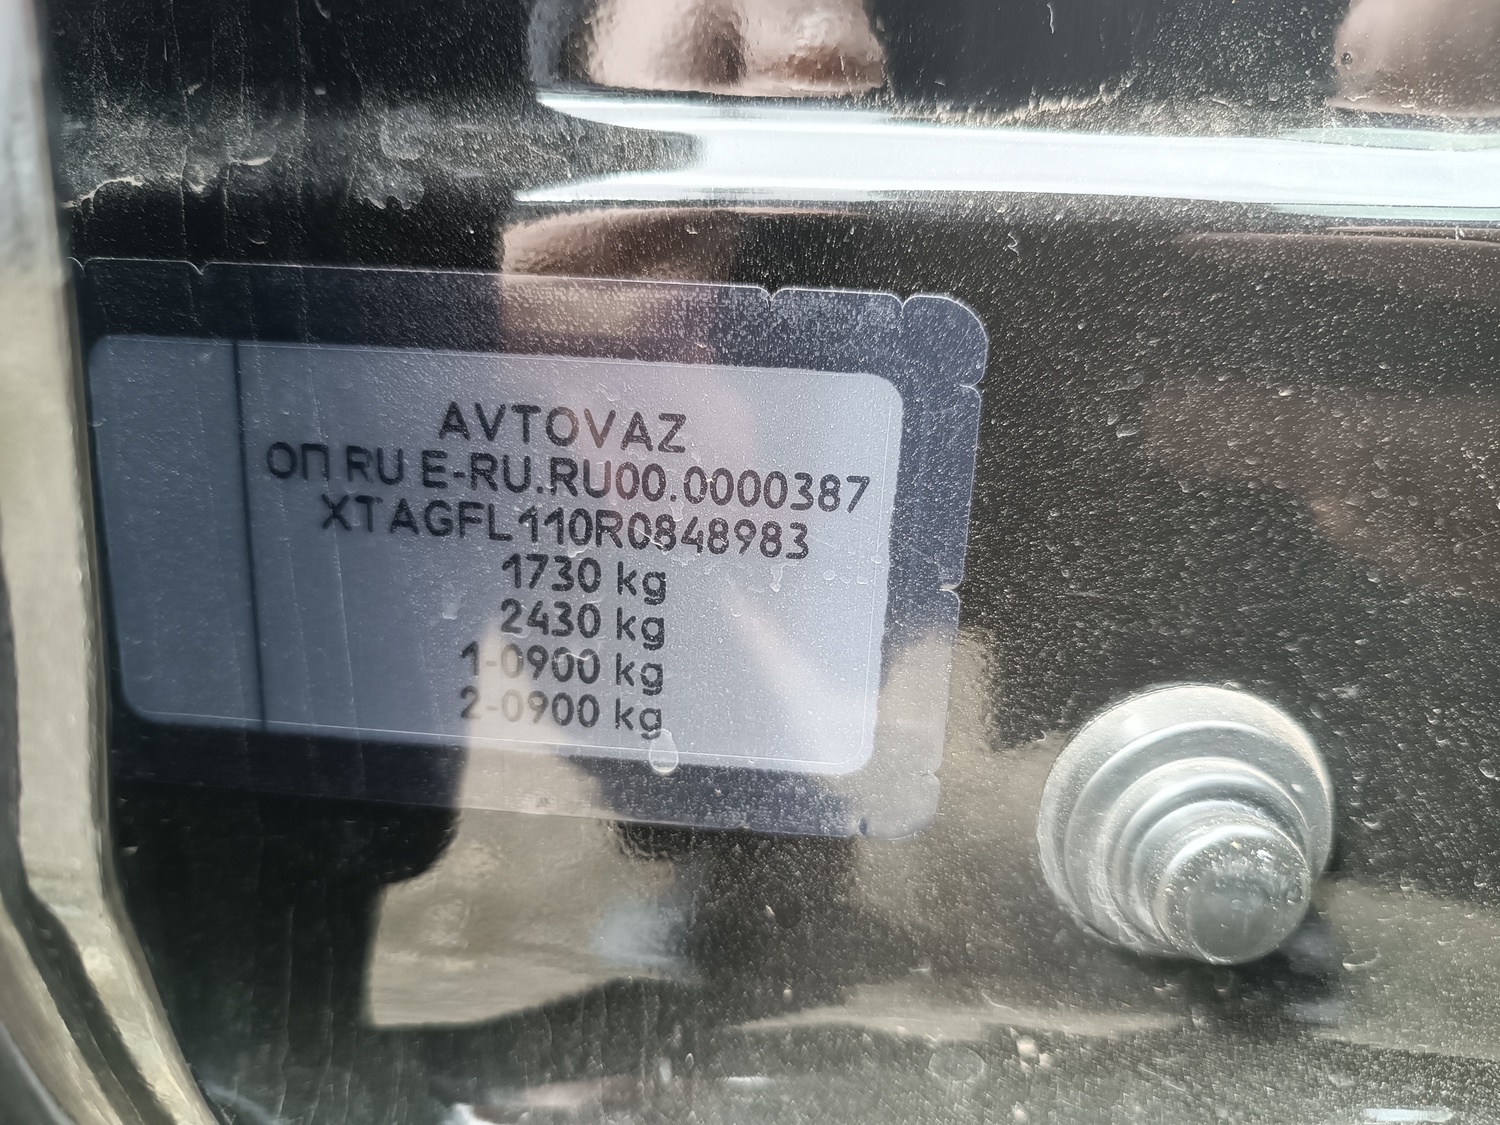 AVTOVAZ
ОП RU E-RU.RU00.0000387
XTAGFL110R0848983
1730 kg
2430 kg
1-0900 kg
2-0900 kg